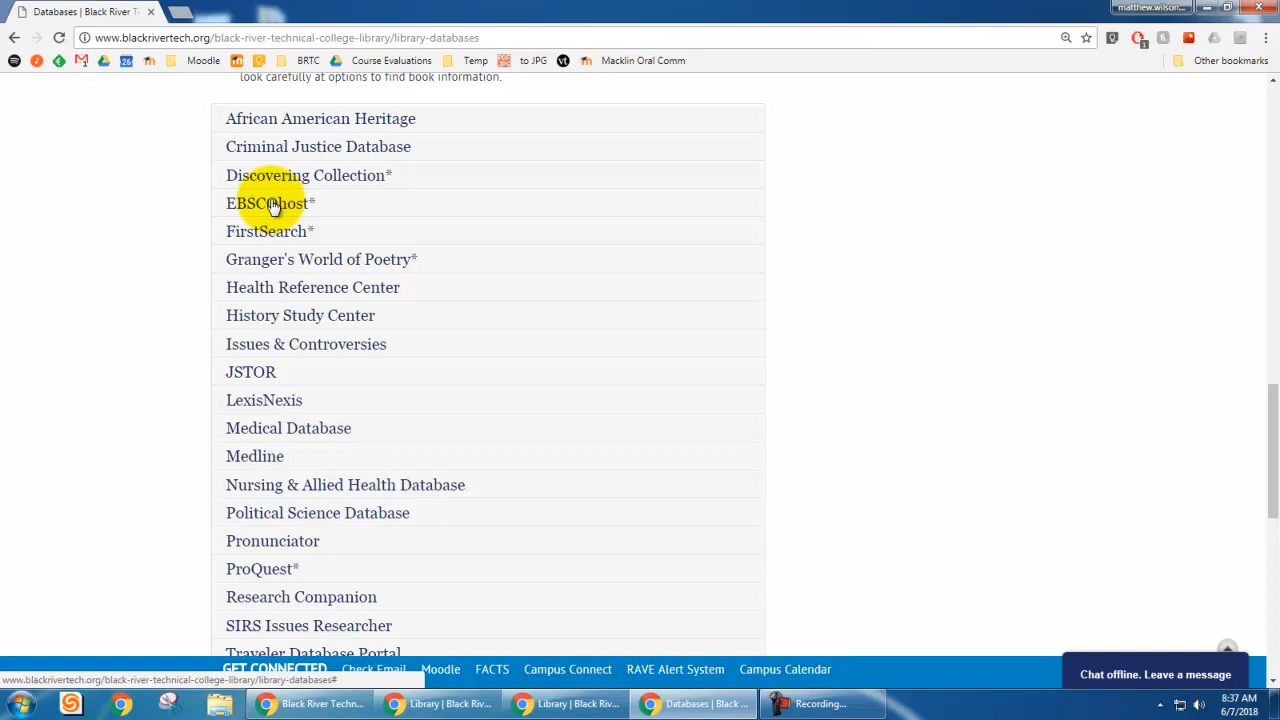 Databases | Black River T
matthew.wilson...
www.blackrivertech.org/black-river-technical-college-library/library-databases
Moodle
BRTC
Course Evaluations
Temp
to JPG
Macklin Oral Comm
Other bookmarks
look carefully at options to find book information.
African American Heritage
Criminal Justice Database
Discovering Collection*
EBSCOhost*
FirstSearch*
Granger's World of Poetry*
Health Reference Center
History Study Center
Issues & Controversies
JSTOR
LexisNexis
Medical Database
Medline
Nursing & Allied Health Database
Political Science Database
Pronunciator
ProQuest*
Research Companion
SIRS Issues Researcher
Traveler Database Portal
GET CONNECTED Check Email Moodle FACTS Campus Connect RAVE Alert System Campus Calendar
Chat offline. Leave a message
www.blackrivertech.org/black-river-technical-college-library/library-databases#
Black River Techn...
Library | Black Riv...
Library | Black Riv...
Databases | Black ...
Recording...
8:37 AM
6/7/2018